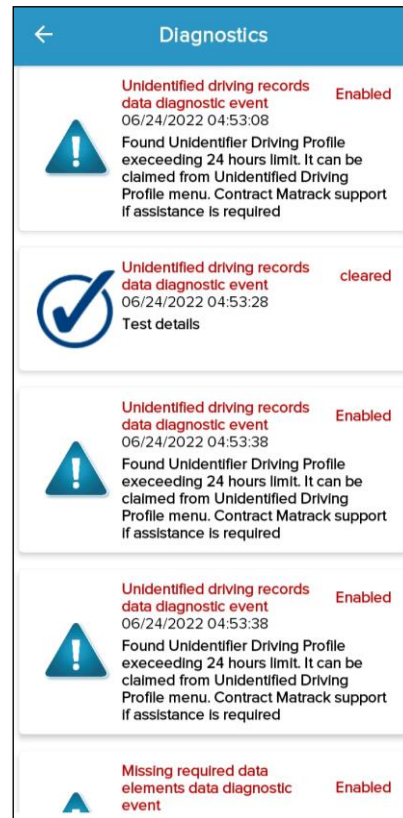 Diagnostics
Unidentified driving records
data diagnostic event
Enabled
06/24/2022 04:53:08
Found Unidentifier Driving Profile
execeeding 24 hours limit. It can be
claimed from Unidentified Driving
Profile menu. Contract Matrack support
if assistance is required
Unidentified driving records
data diagnostic event
cleared
06/24/2022 04:53:28
Test details
Unidentified driving records
data diagnostic event
Enabled
06/24/2022 04:53:38
Found Unidentifier Driving Profile
execeeding 24 hours limit. It can be
claimed from Unidentified Driving
Profile menu. Contract Matrack support
if assistance is required
Unidentified driving records
data diagnostic event
Enabled
06/24/2022 04:53:38
Found Unidentifier Driving Profile
execeeding 24 hours limit. It can be
claimed from Unidentified Driving
Profile menu. Contract Matrack support
if assistance is required
Missing required data
elements data diagnostic
event
Enabled